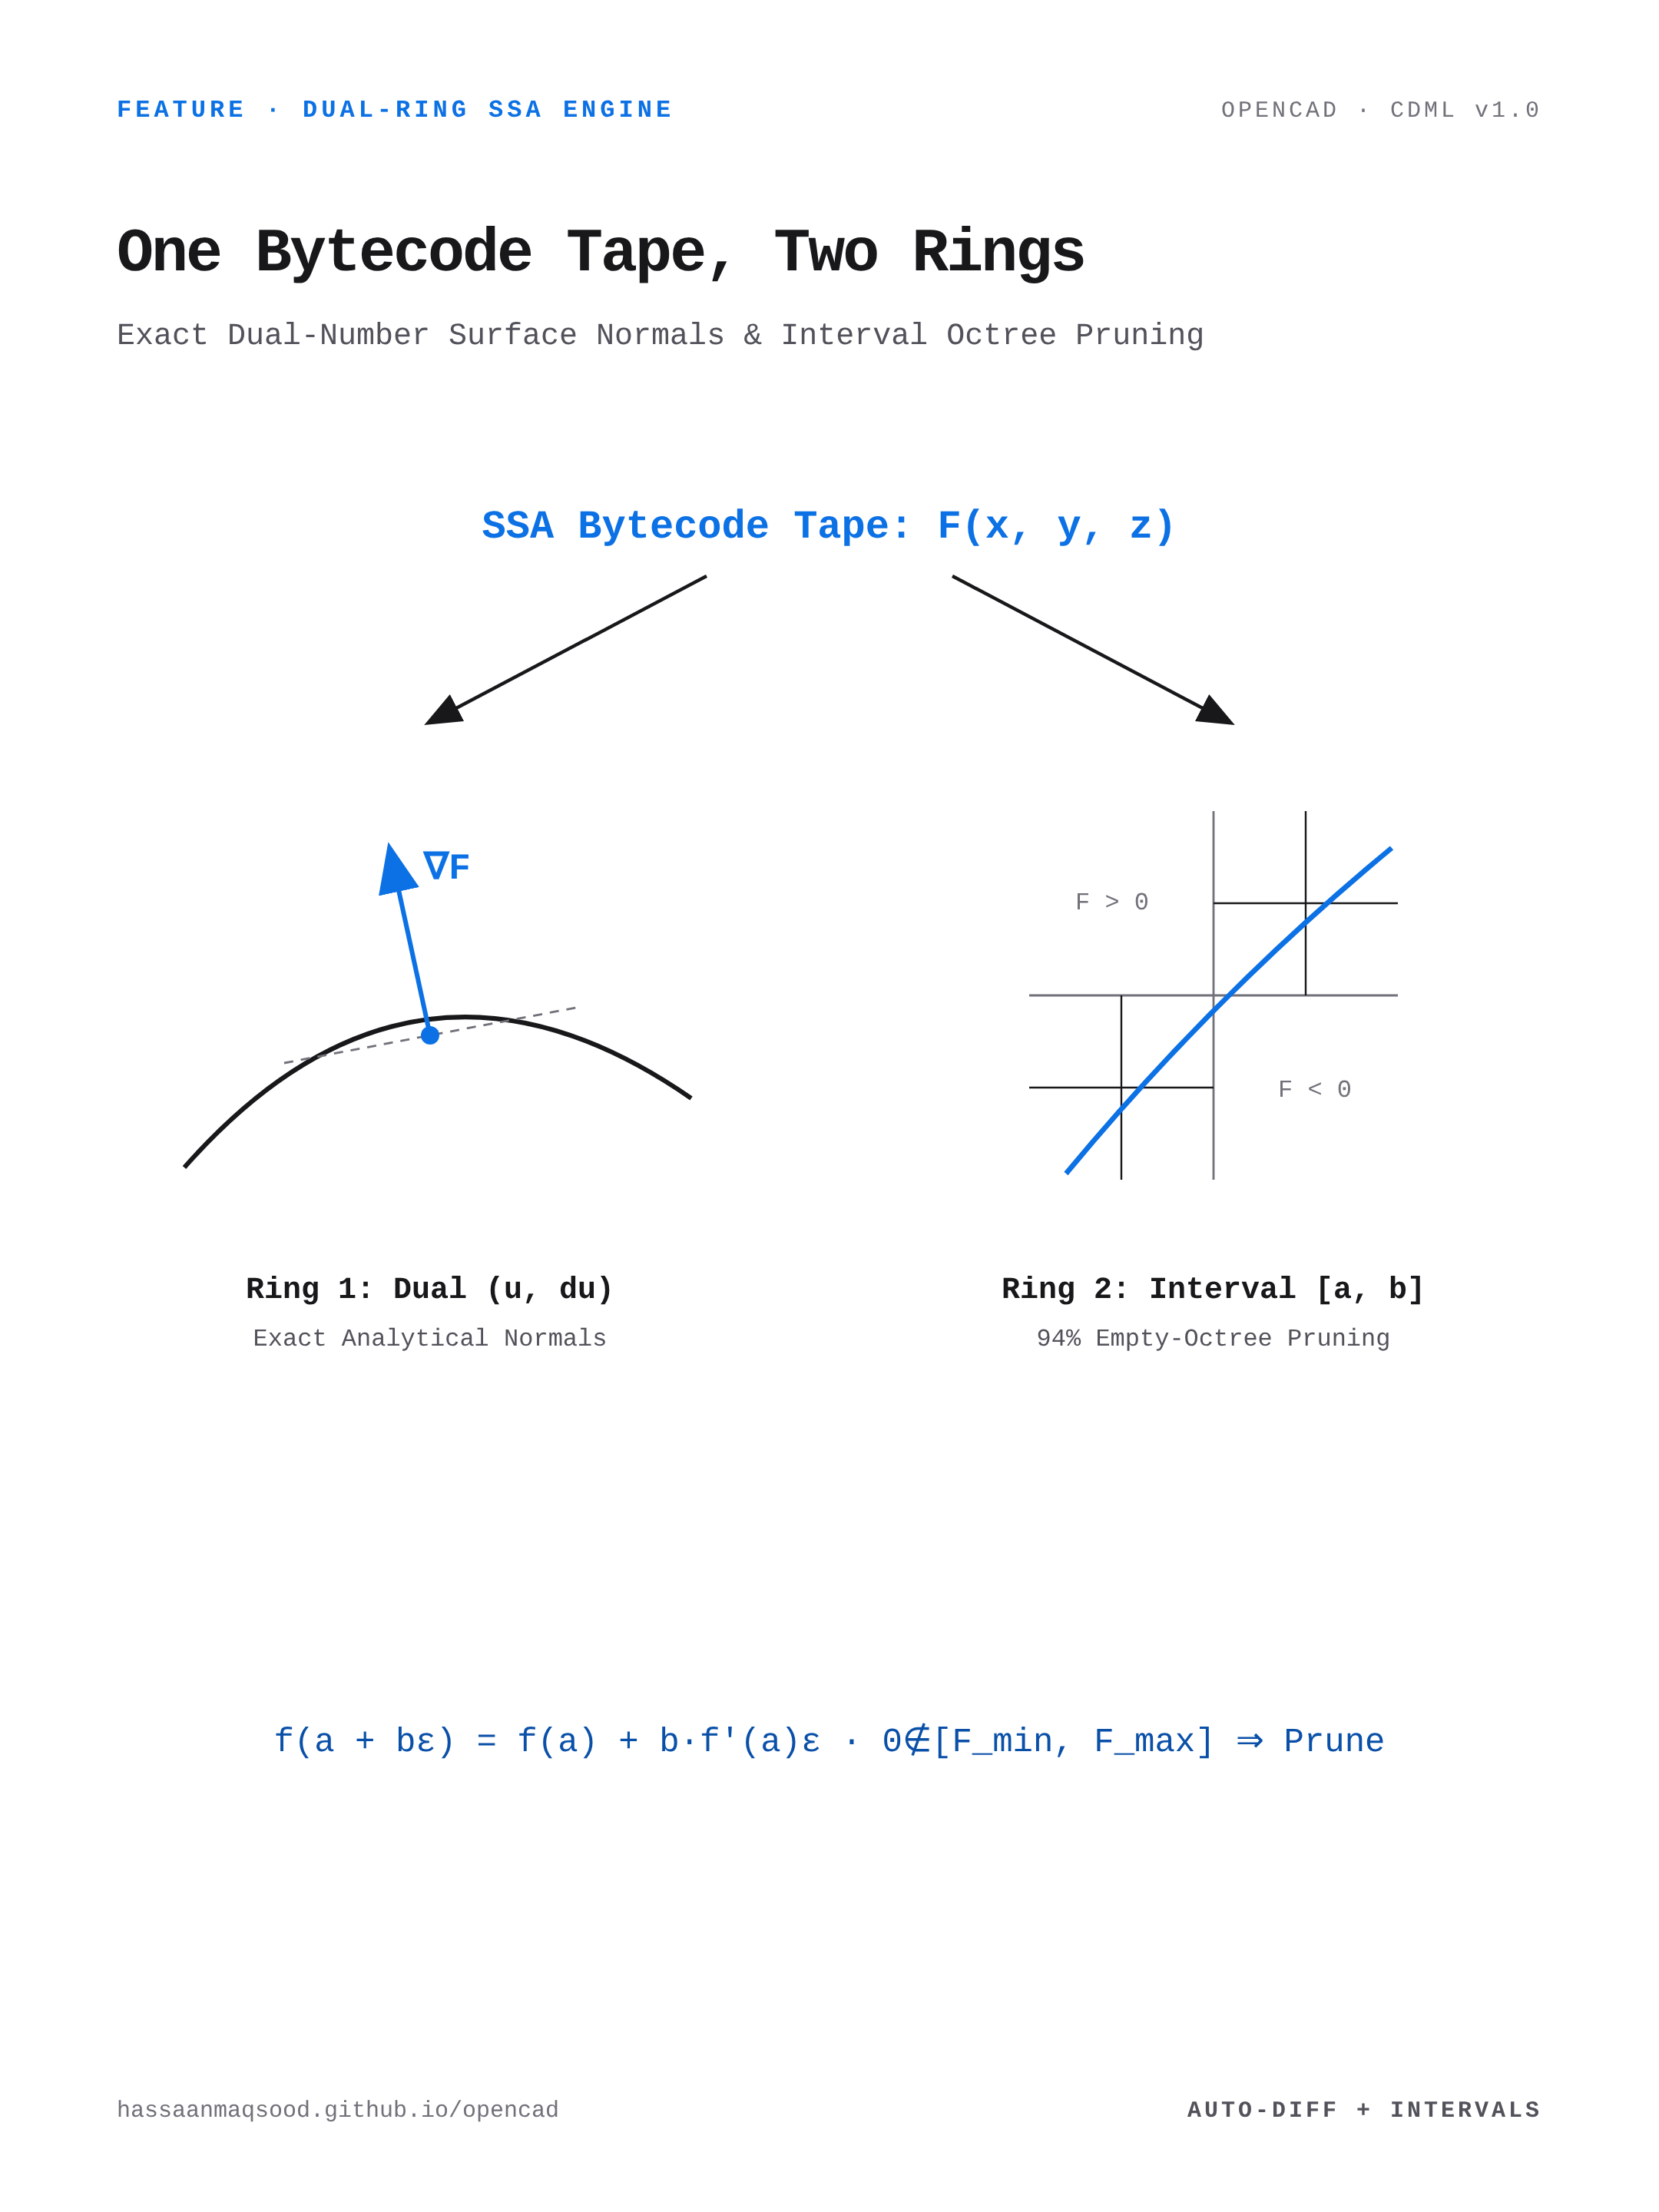 FEATURE · DUAL-RING SSA ENGINE
OPENCAD · CDML v1.0
One Bytecode Tape, Two Rings
Exact Dual-Number Surface Normals & Interval Octree Pruning
SSA Bytecode Tape: F(x, y, z)
∇F
F > 0
F < 0
Ring 1: Dual (u, du)
Exact Analytical Normals
Ring 2: Interval [a, b]
94% Empty-Octree Pruning
f(a + bε) = f(a) + b·f'(a)ε · 0∉[F_min, F_max] ⇒ Prune
hassaanmaqsood.github.io/opencad
AUTO-DIFF + INTERVALS